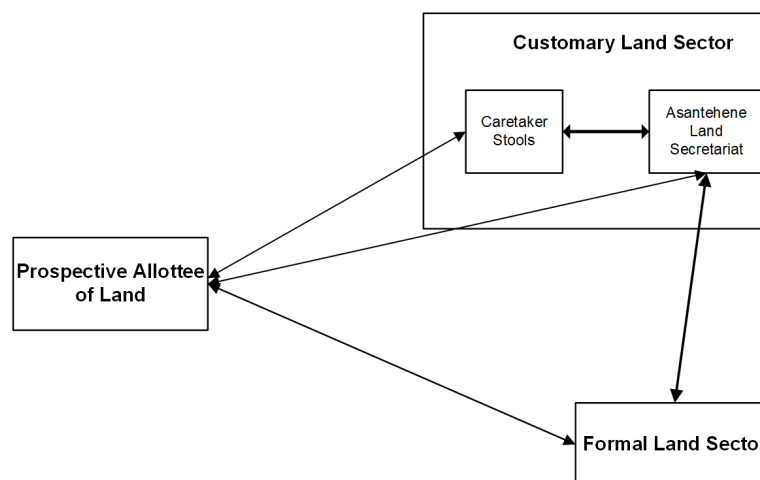 Customary Land Sector
Caretaker
Stools
Asantehene
Land
Secretariat
Prospective Allottee
of Land
Formal Land Secto